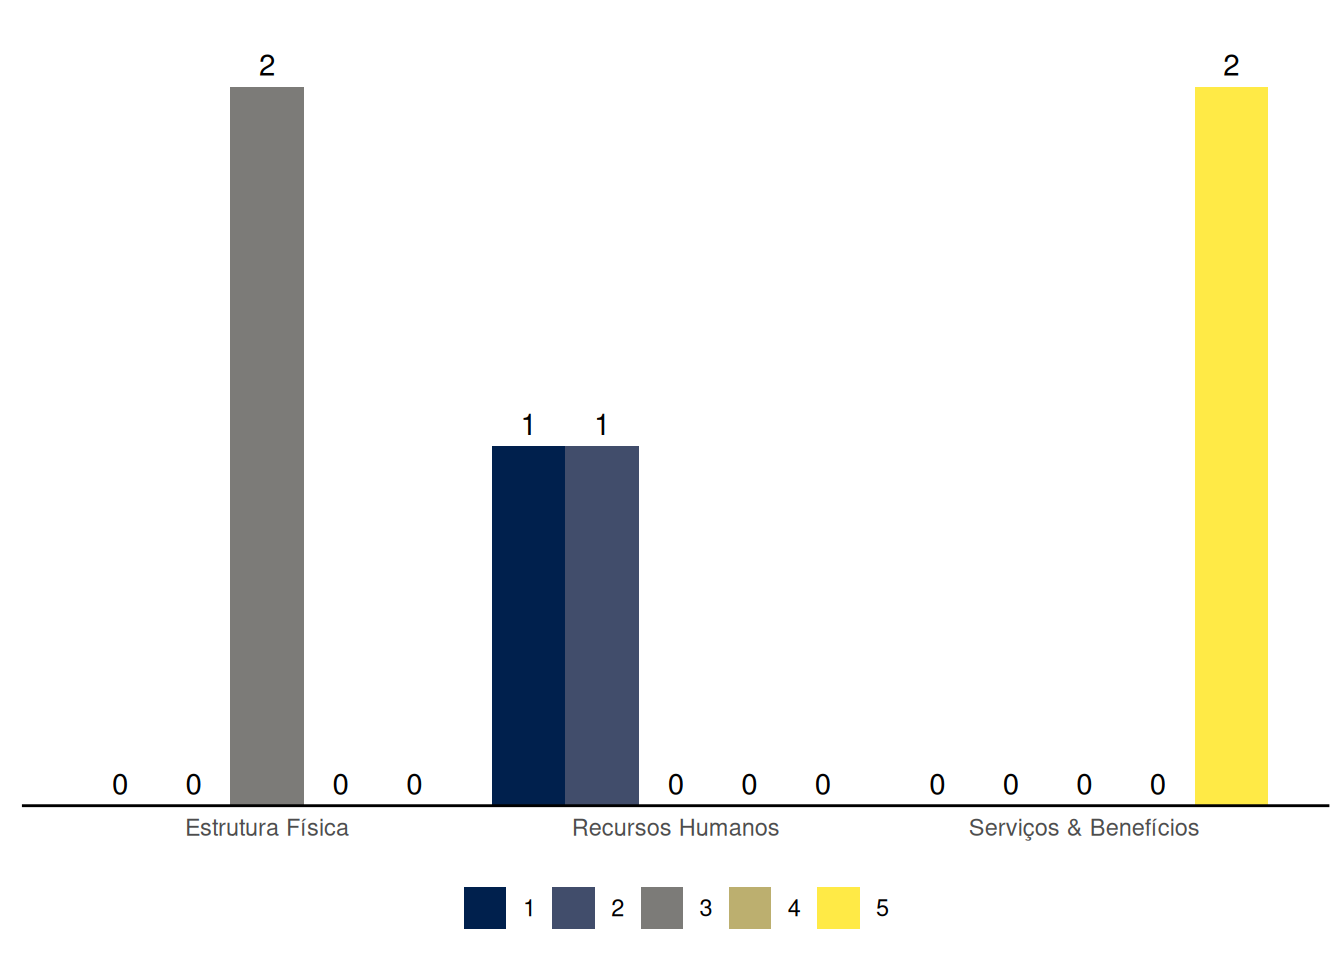 2 2
1 1
0 0 0 0 0 0 0 0 0 0 0
Estrutura Física Recursos Humanos Serviços & Benefícios
1 2 3 4 5